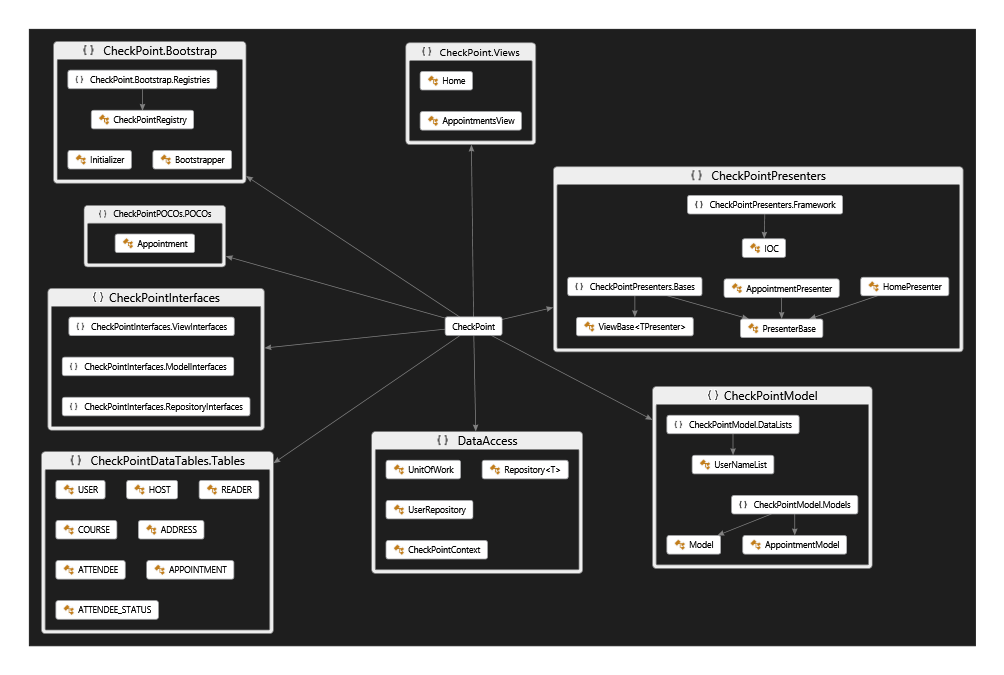 { } CheckPoint.Bootstrap
{ } CheckPoint.Bootstrap.Registries
CheckPointRegistry
Initializer
Bootstrapper
{ } CheckPoint.Views
Home
AppointmentsView
{ } CheckPointPresenters
{ } CheckPointPresenters.Framework
IOC
{ } CheckPointPresenters.Bases
AppointmentPresenter
HomePresenter
ViewBase<TPresenter>
PresenterBase
{ } CheckPointPOCOs.POCOs
Appointment
{ } CheckPointInterfaces
{ } CheckPointInterfaces.ViewInterfaces
{ } CheckPointInterfaces.ModelInterfaces
{ } CheckPointInterfaces.RepositoryInterfaces
CheckPoint
{ } CheckPointModel
{ } CheckPointModel.DataLists
UserNameList
{ } CheckPointModel.Models
Model
AppointmentModel
{ } DataAccess
UnitOfWork
Repository<T>
UserRepository
CheckPointContext
{ } CheckPointDataTables.Tables
USER
HOST
READER
COURSE
ADDRESS
ATTENDEE
APPOINTMENT
ATTENDEE_STATUS